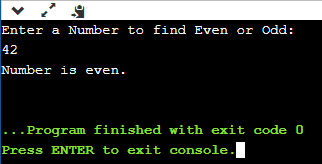 Enter a Number to find Even or Odd:
42
Number is even.
...Program finished with exit code 0
Press ENTER to exit console.